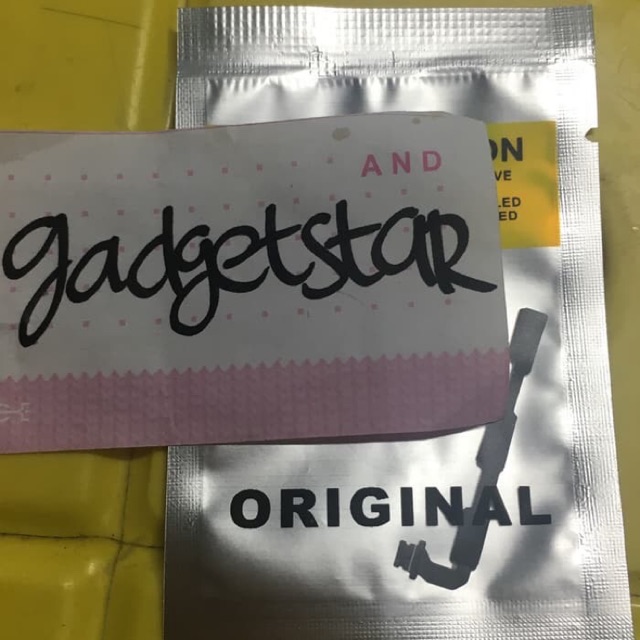 AND
gadgetstar
ON
VE
LED
ED
ORIGINAL